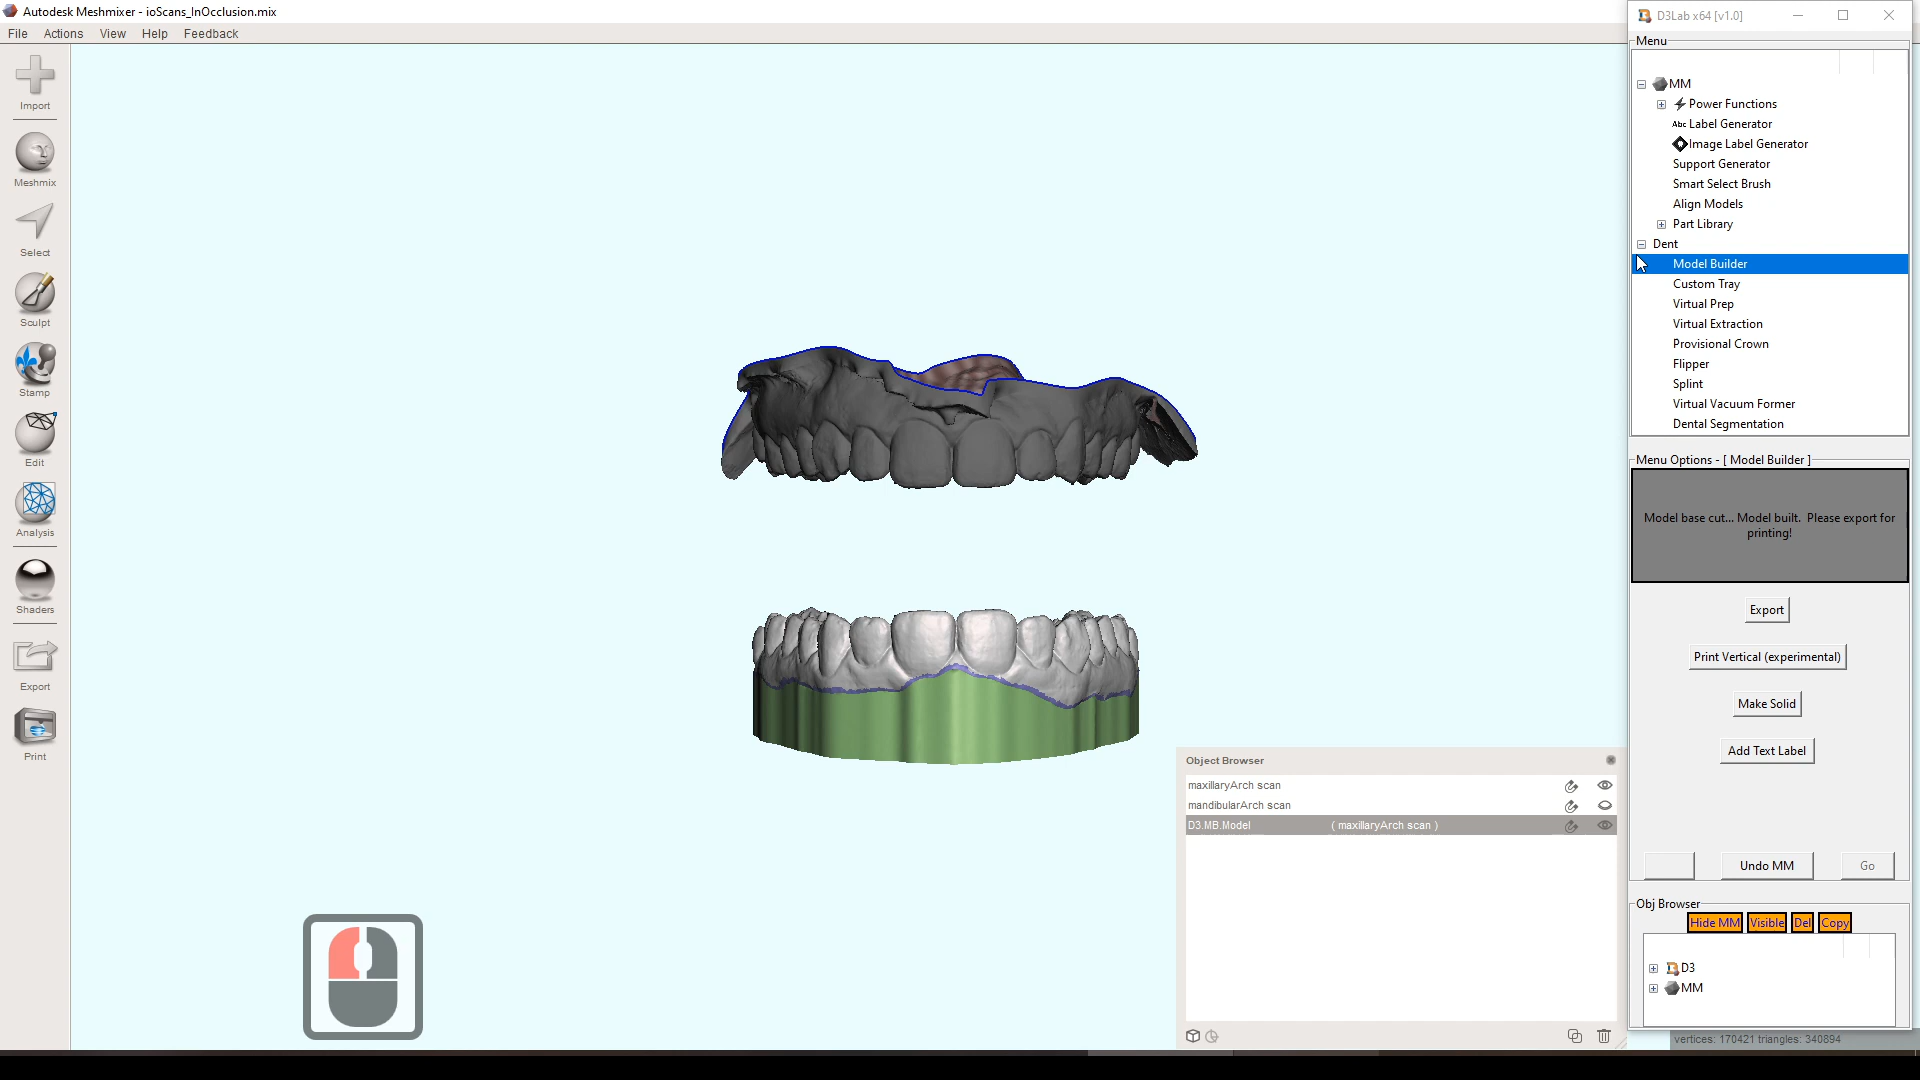 Autodesk Meshmixer - ioScans_InOcclusion.mix
File Actions View Help Feedback
Import
Meshmix
Select
Sculpt
Stamp
Edit
Analysis
Shaders
Export
Print
Object Browser
maxillaryArch scan
mandibularArch scan
D3.MB.Model ( maxillaryArch scan )
D3Lab x64 [v1.0]
Menu
MM
Power Functions
Abc Label Generator
Image Label Generator
Support Generator
Smart Select Brush
Align Models
Part Library
Dent
Model Builder
Custom Tray
Virtual Prep
Virtual Extraction
Provisional Crown
Flipper
Splint
Virtual Vacuum Former
Dental Segmentation
Menu Options - [ Model Builder ]
Model base cut... Model built. Please export for
printing!
Export
Print Vertical (experimental)
Make Solid
Add Text Label
Undo MM Go
Obj Browser
Hide MM Visible Del Copy
D3
MM
vertices: 170421 triangles: 340894